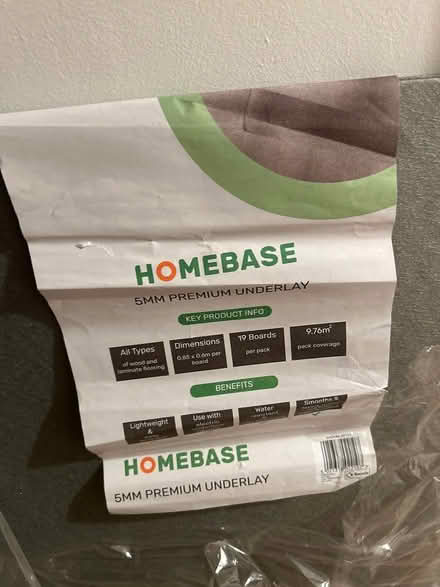 HOMEBASE
5MM PREMIUM UNDERLAY
KEY PRODUCT INFO
All Types
of wood and
laminate flooring
Dimensions
0.85 x 0.6m per
board
19 Boards
per pack
9.76m²
pack coverage
BENEFITS
Lightweight
&
Use with
electric
Water
resistant
Smooths &
HOMEBASE
5MM PREMIUM UNDERLAY